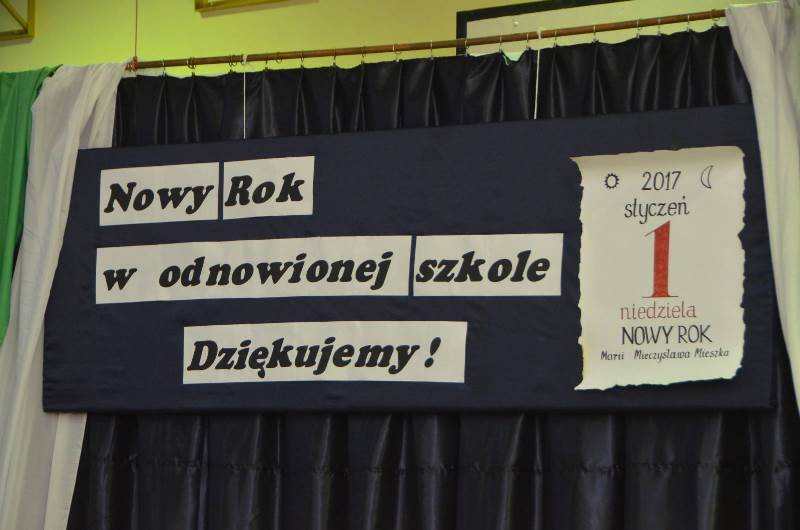 Nowy Rok
w odnowionej szkole
Dziękujemy!
2017
styczeń
1
niedziela
NOWY ROK
Marii Mieczysława Mieszka